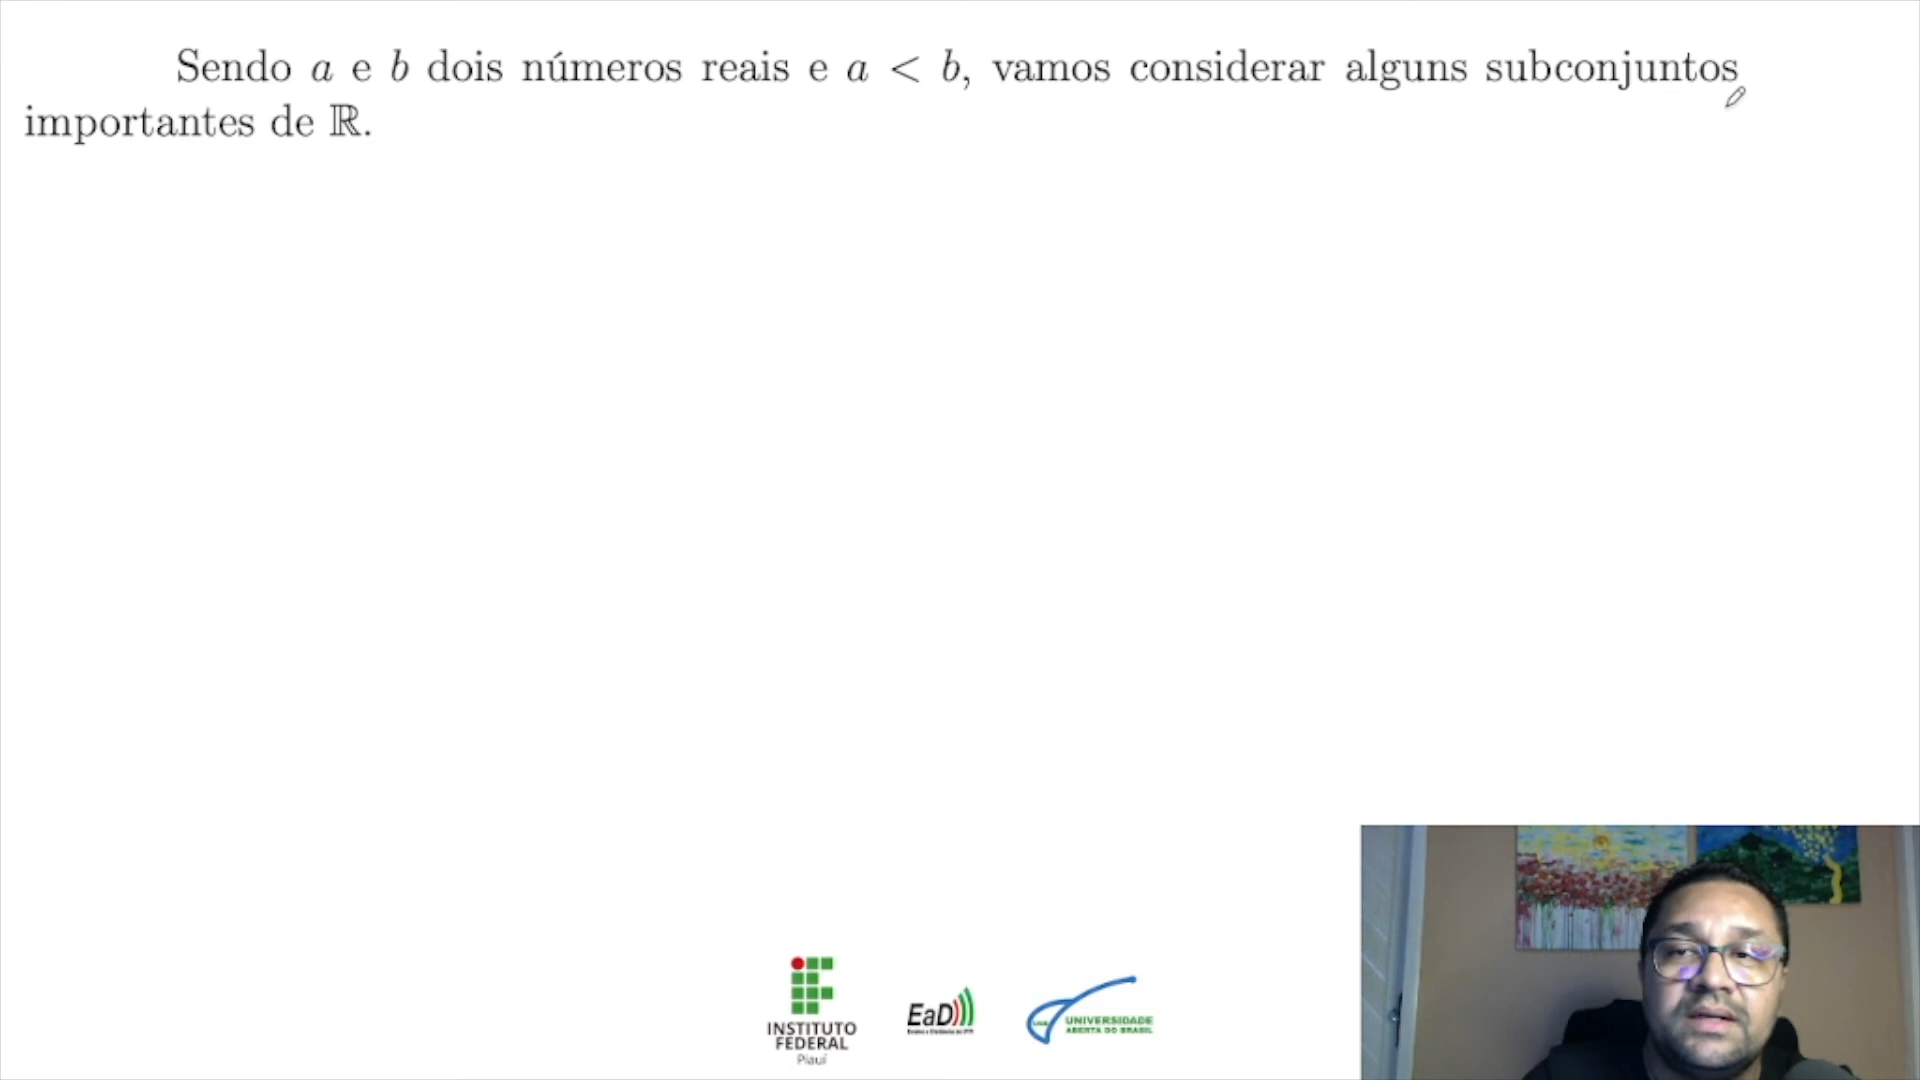 Sendo a e b dois números reais e a < b, vamos considerar alguns subconjuntos
importantes de ℝ.
INSTITUTO
FEDERAL
Piauí
EaD
UNIVERSIDADE
ABERTA DO BRASIL